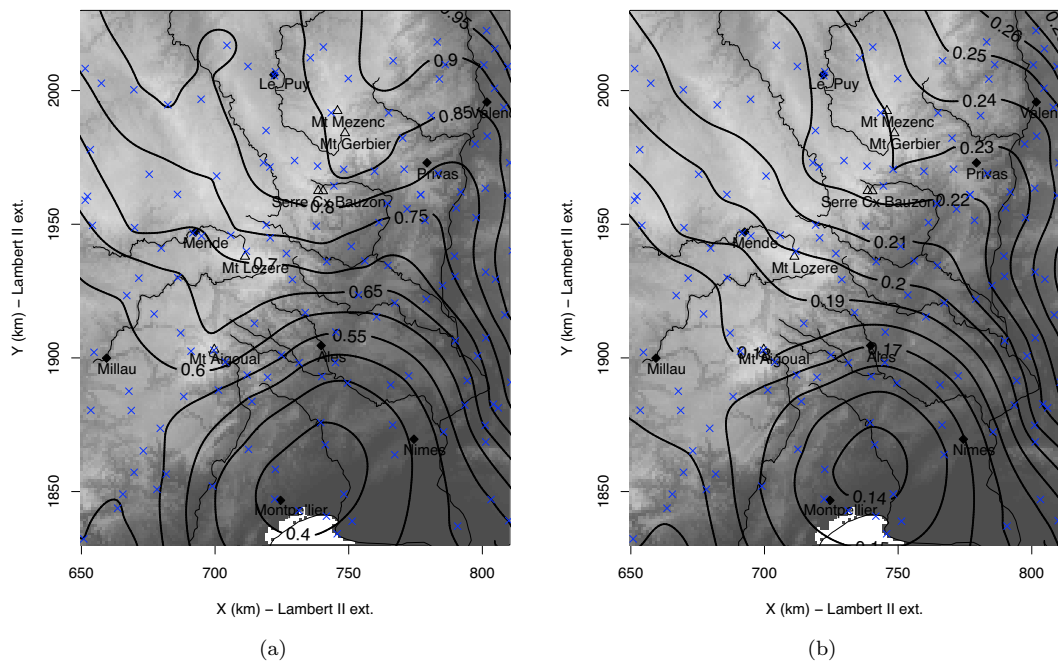 0.95
0.9
2000
Le_Puy
0.85
Valence
Mt Mezenc
Mt Gerbier
Privas
Serre Cx Bauzon
0.8
0.75
1950
Mende
Mt Lozere
0.7
0.65
0.55
1900
Millau
Mt Aigoual
Ales
0.6
Nimes
1850
Montpellier
0.4
650
700
750
800
Y (km) − Lambert II ext.
X (km) − Lambert II ext.
(a)
0.26
0.25
2000
Le_Puy
0.24
Mt Mezenc
Mt Gerbier
0.23
Privas
Serre Cx Bauzon
0.22
1950
Mende
0.21
Mt Lozere
0.2
0.19
0.18
0.17
1900
Millau
Mt Aigoual
Ales
Nimes
1850
0.14
Montpellier
650
700
750
800
Y (km) − Lambert II ext.
X (km) − Lambert II ext.
(b)